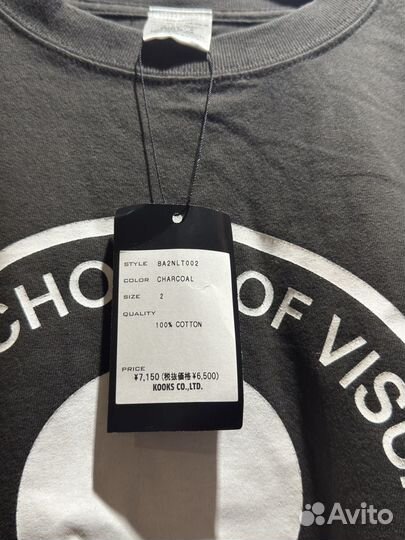 CHOOL OF VISU
STYLE BA2NLT002
COLOR CHARCOAL
SIZE 2
QUALITY
100% COTTON
PRICE
¥7,150(税抜価格¥6,500)
KOOKS CO.,LTD.
Avito